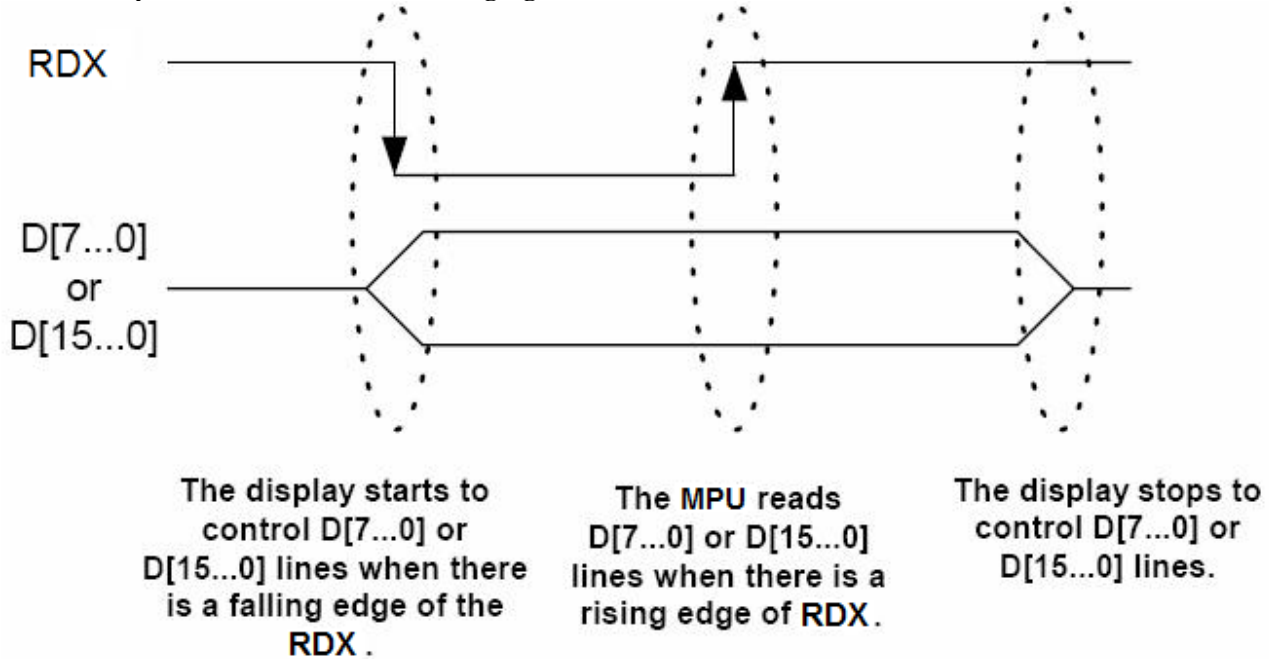 RDX
D[7...0]
or
D[15...0]
The display starts to
control D[7...0] or
D[15...0] lines when there
is a falling edge of the
RDX .
The MPU reads
D[7...0] or D[15...0]
lines when there is a
rising edge of RDX .
The display stops to
control D[7...0] or
D[15...0] lines.